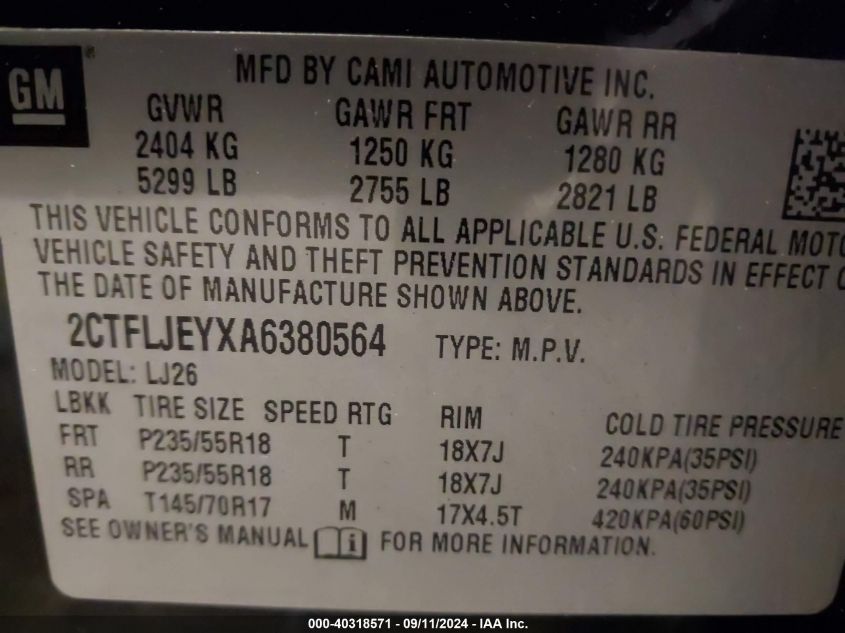 GM ®
MFD BY CAMI AUTOMOTIVE INC.
GVWR GAWR FRT GAWR RR
2404 KG 1250 KG 1280 KG
5299 LB 2755 LB 2821 LB
THIS VEHICLE CONFORMS TO ALL APPLICABLE U.S. FEDERAL MOTO
VEHICLE SAFETY AND THEFT PREVENTION STANDARDS IN EFFECT O
THE DATE OF MANUFACTURE SHOWN ABOVE.
2CTFLJEYXA6380564 TYPE: M.P.V.
MODEL: LJ26
LBKK TIRE SIZE SPEED RTG RIM COLD TIRE PRESSURE
FRT P235/55R18 T 18X7J 240KPA(35PSI)
RR P235/55R18 T 18X7J 240KPA(35PSI)
SPA T145/70R17 M 17X4.5T 420KPA(60PSI)
SEE OWNER'S MANUAL i FOR MORE INFORMATION.
000-40318571 - 09/11/2024 - IAA Inc.